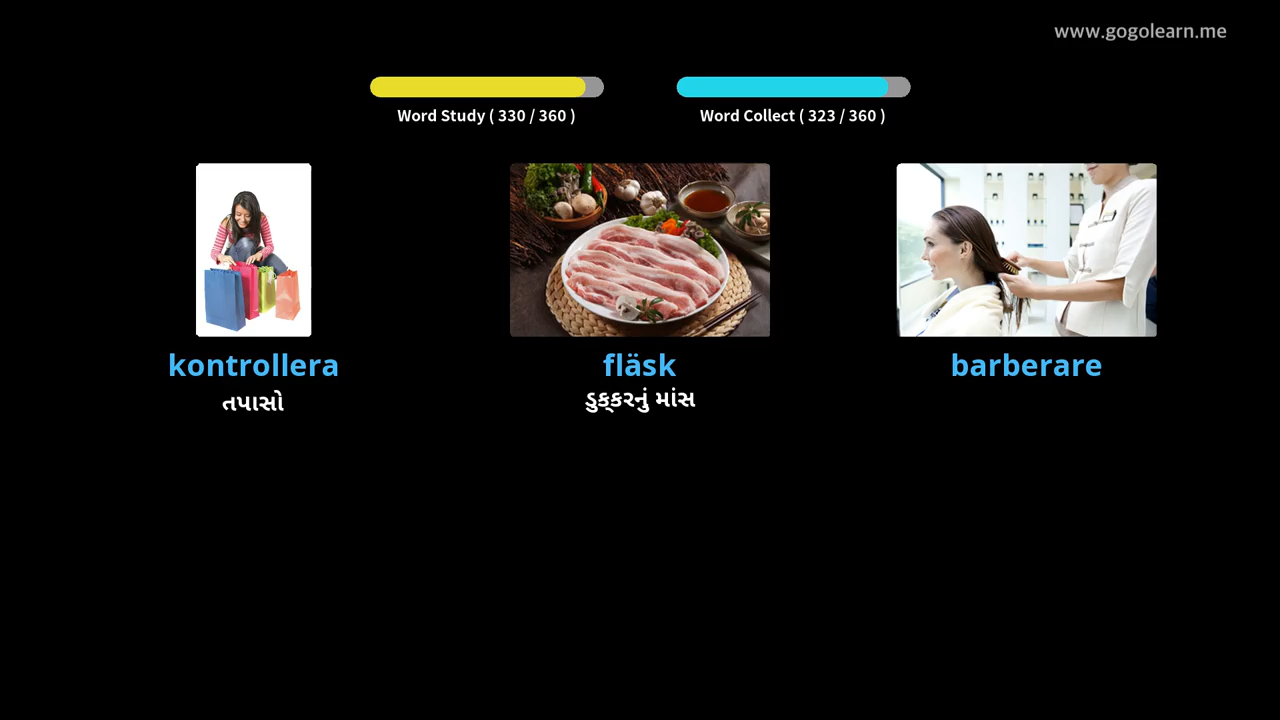 www.gogolearn.me
Word Study ( 330 / 360 )
Word Collect ( 323 / 360 )
kontrollera
fläsk
barberare
તપાસો
ડુક્કરનું માંસ